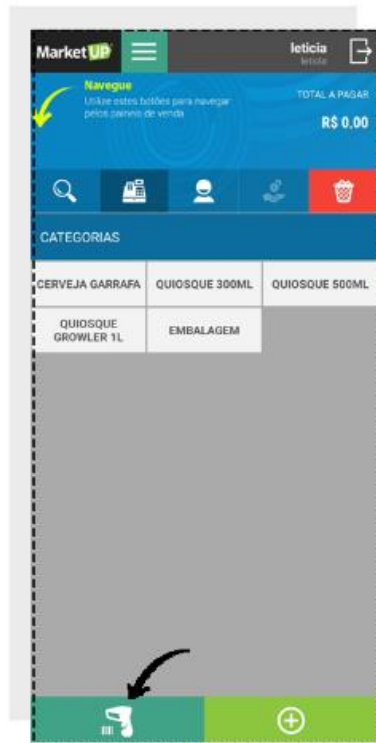 MarketUP
leticia
leticia
Navegue
Utilize estes botões para navegar
pelos paineis de venda
TOTAL A PAGAR
R$ 0,00
CATEGORIAS
CERVEJA GARRAFA
QUIOSQUE 300ML
QUIOSQUE 500ML
QUIOSQUE
GROWLER 1L
EMBALAGEM